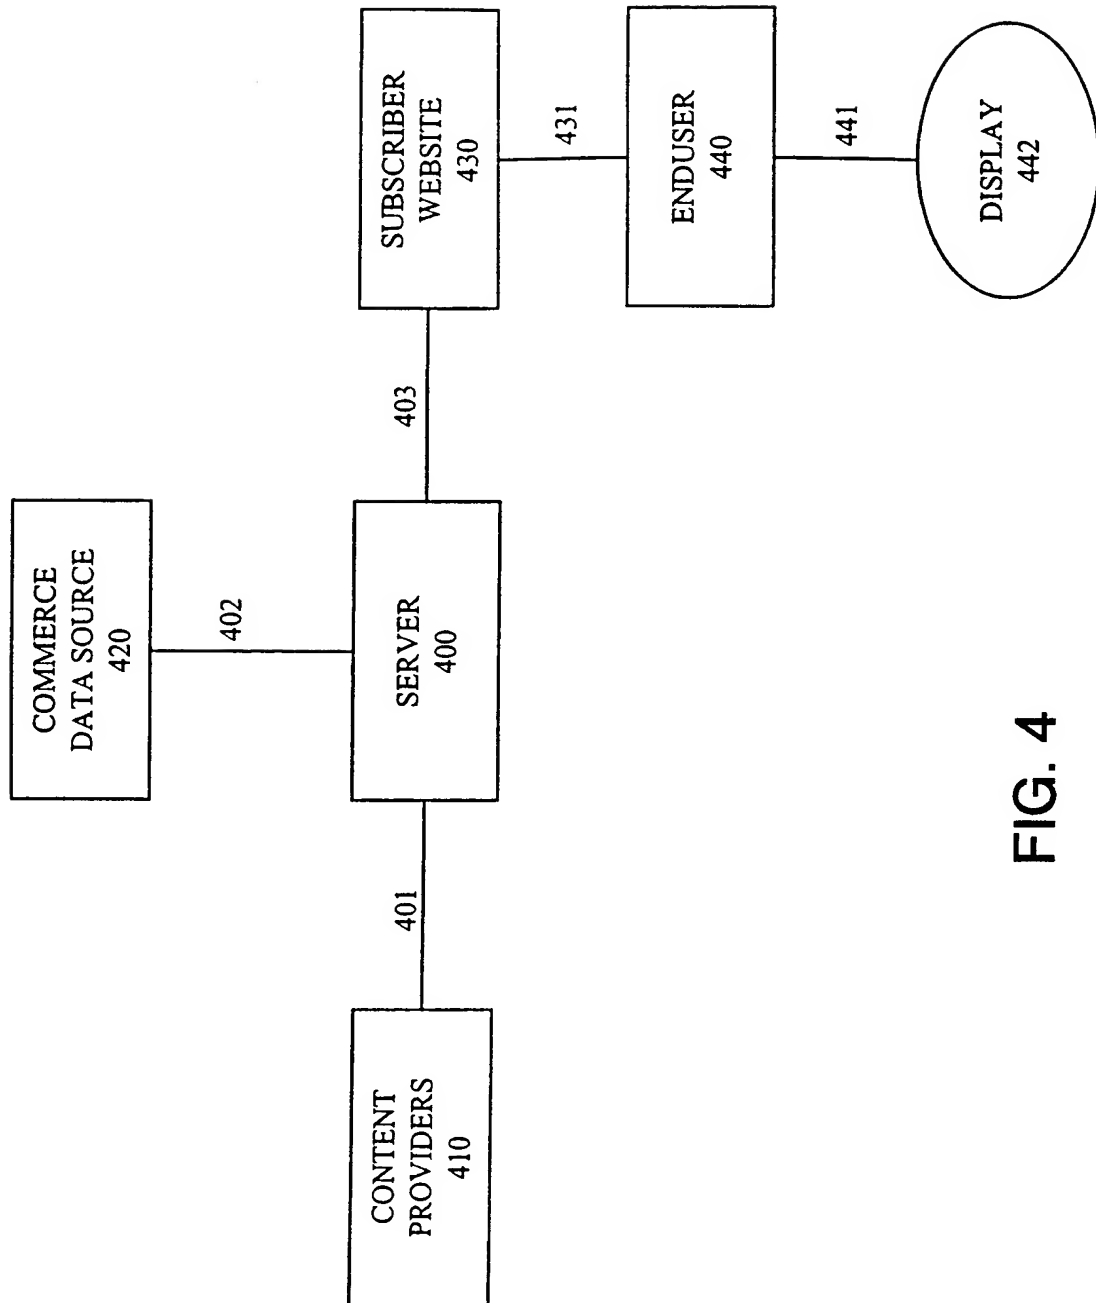 COMMERCE
DATA SOURCE
420
402
CONTENT
PROVIDERS
410
401
SERVER
400
403
SUBSCRIBER
WEBSITE
430
431
ENDUSER
440
441
DISPLAY
442
FIG. 4